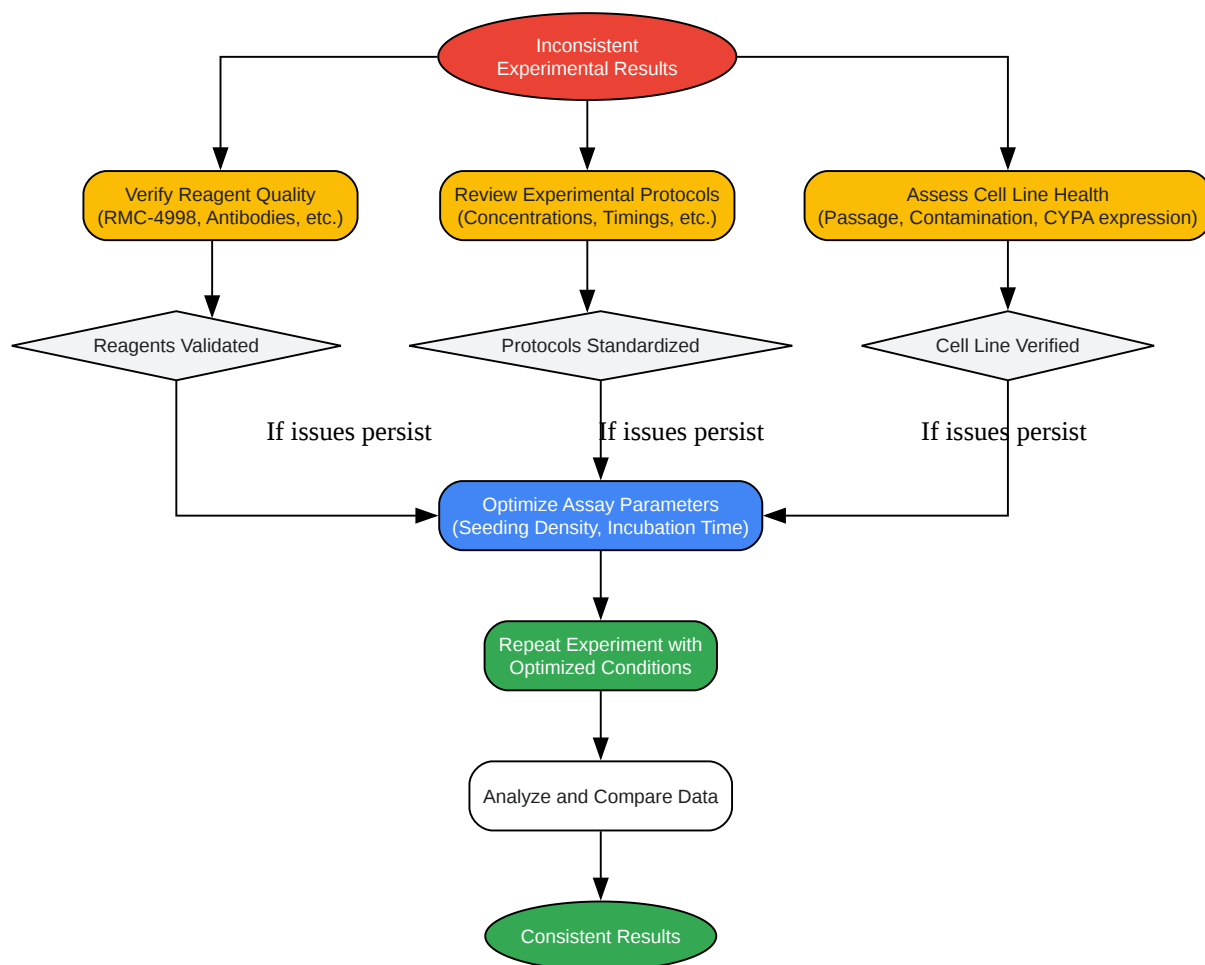 Inconsistent
Experimental Results
Verify Reagent Quality
(RMC-4998, Antibodies, etc.)
Review Experimental Protocols
(Concentrations, Timings, etc.)
Assess Cell Line Health
(Passage, Contamination, CYPA expression)
Reagents Validated
Protocols Standardized
Cell Line Verified
If issues persist
If issues persist
If issues persist
Optimize Assay Parameters
(Seeding Density, Incubation Time)
Repeat Experiment with
Optimized Conditions
Analyze and Compare Data
Consistent Results